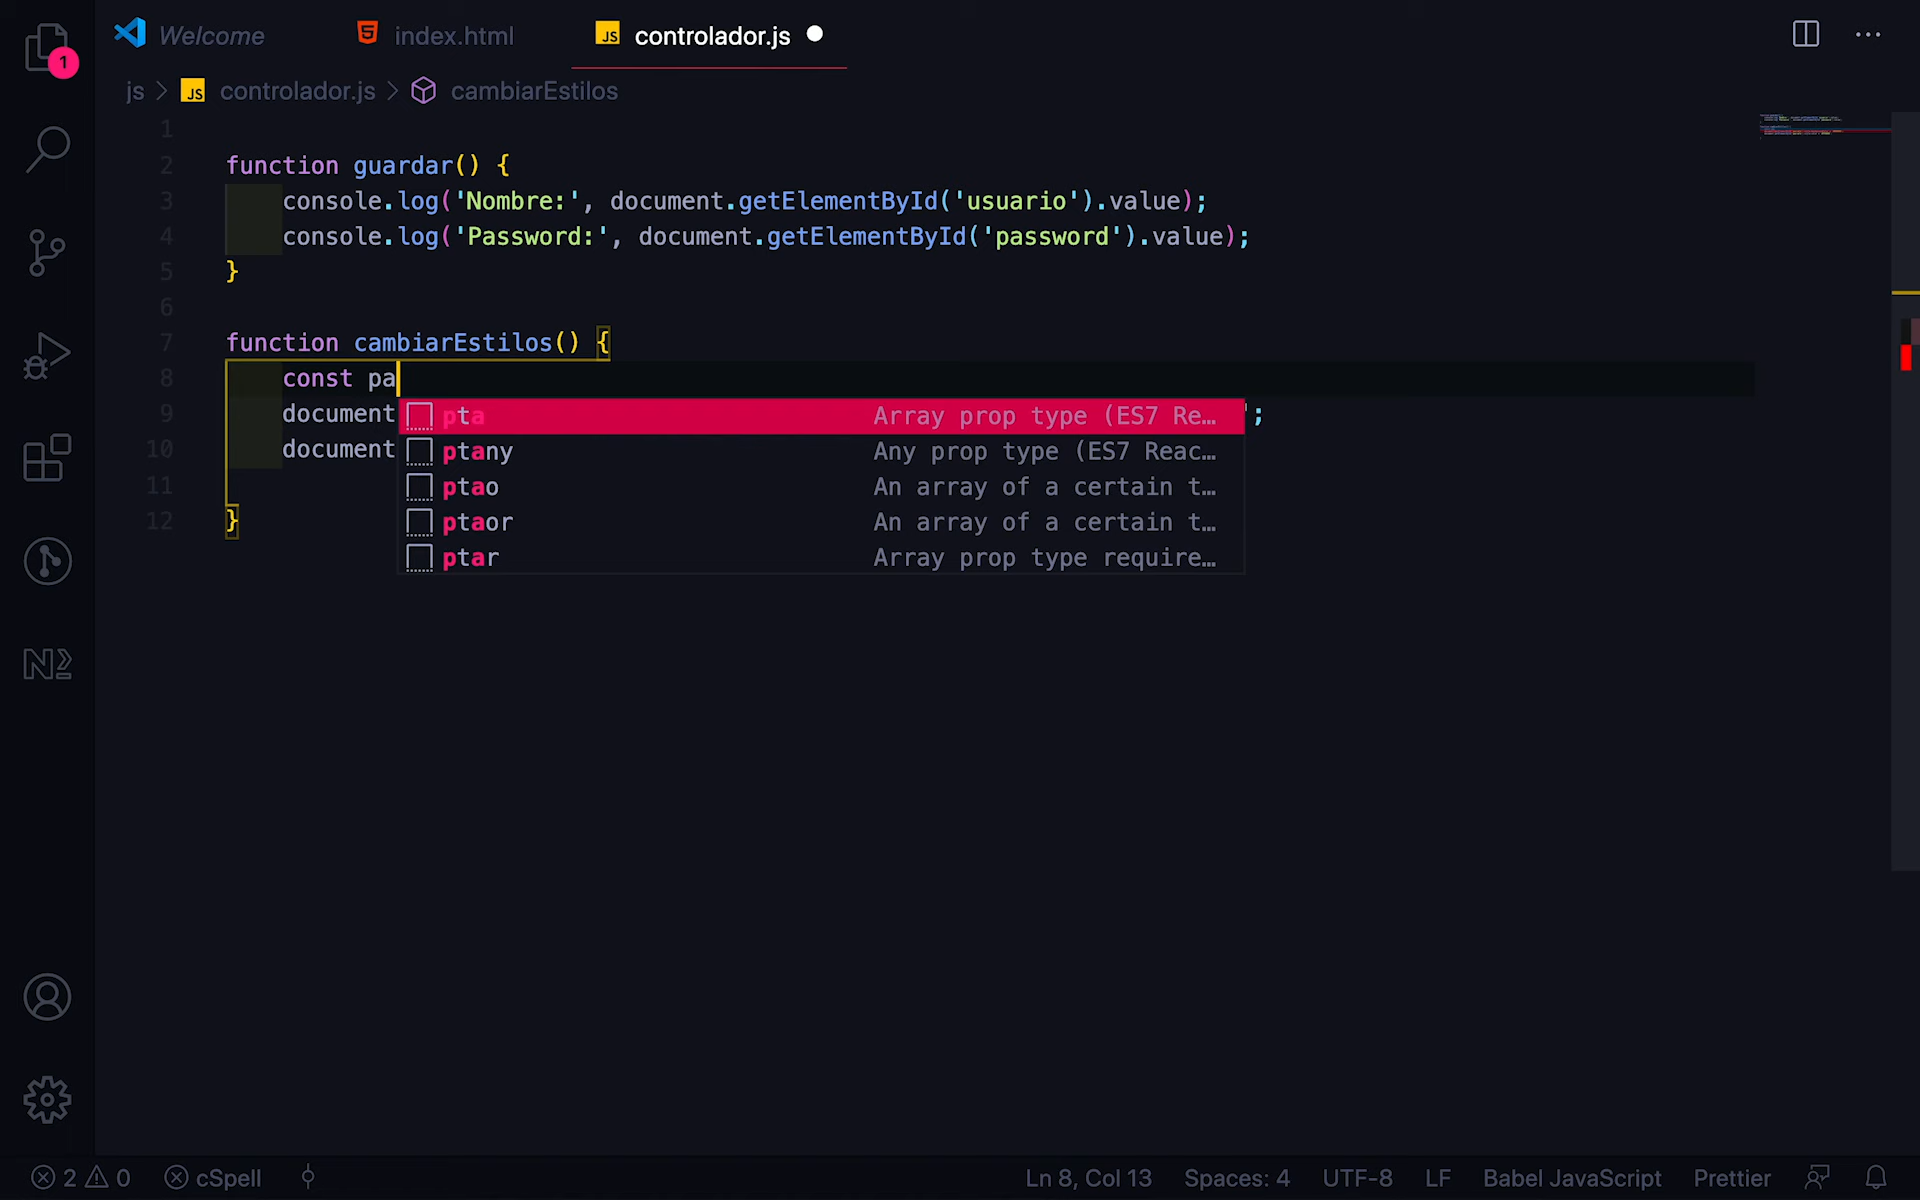 1
Welcome
index.html
JS controlador.js
js > JS controlador.js > cambiarEstilos
1
2 function guardar() {
3 console.log('Nombre:', document.getElementById('usuario').value);
4 console.log('Password:', document.getElementById('password').value);
5 }
6
7 function cambiarEstilos() {
8 const pa
9 document ';
10 document
11
12 }
pta Array prop type (ES7 Re…
ptany Any prop type (ES7 Reac…
ptao An array of a certain t…
ptaor An array of a certain t…
ptar Array prop type require…
2 0 cSpell Ln 8, Col 13 Spaces: 4 UTF-8 LF Babel JavaScript Prettier